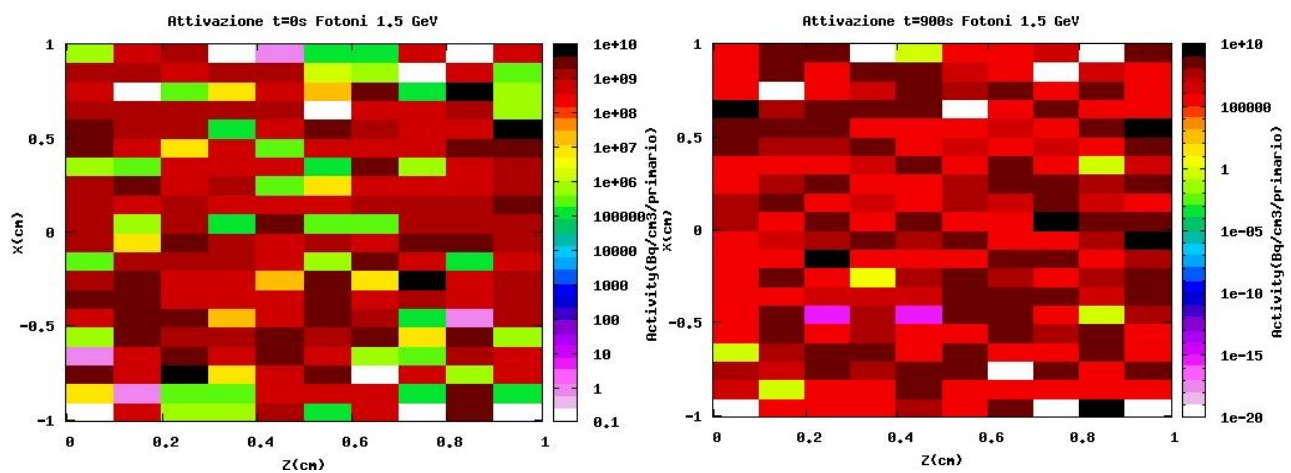 Attivazione t=0s Fotoni 1.5 GeV
1
0.5
0
-0.5
-1
X(cm)
0
0.2
0.4
0.6
0.8
1
Z(cm)
1e+10
1e+09
1e+08
1e+07
1e+06
100000
10000
1000
100
10
1
0.1
Activity(Bq/cm3/primario)
Attivazione t=900s Fotoni 1.5 GeV
1
0.5
0
-0.5
-1
X(cm)
0
0.2
0.4
0.6
0.8
1
Z(cm)
1e+10
100000
1
1e-05
1e-10
1e-15
1e-20
Activity(Bq/cm3/primario)